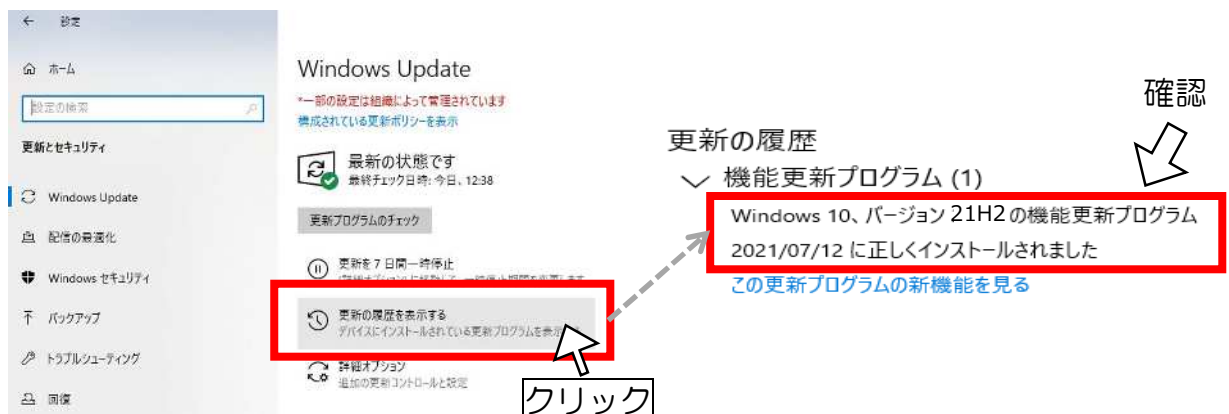 設定
ホーム
設定の検索
更新とセキュリティ
Windows Update
配信の最適化
Windows セキュリティ
バックアップ
トラブルシューティング
回復
Windows Update
*一部の設定は組織によって管理されています
構成されている更新ポリシーを表示
最新の状態です
最終チェック日時: 今日、12:38
更新プログラムのチェック
更新を 7 日間一時停止
更新の履歴を表示する
デバイスにインストールされている更新プログラムを表示
詳細オプション
追加の更新コントロールと設定
クリック
確認
更新の履歴
機能更新プログラム (1)
Windows 10、バージョン 21H2 の機能更新プログラム
2021/07/12 に正しくインストールされました
この更新プログラムの新機能を見る